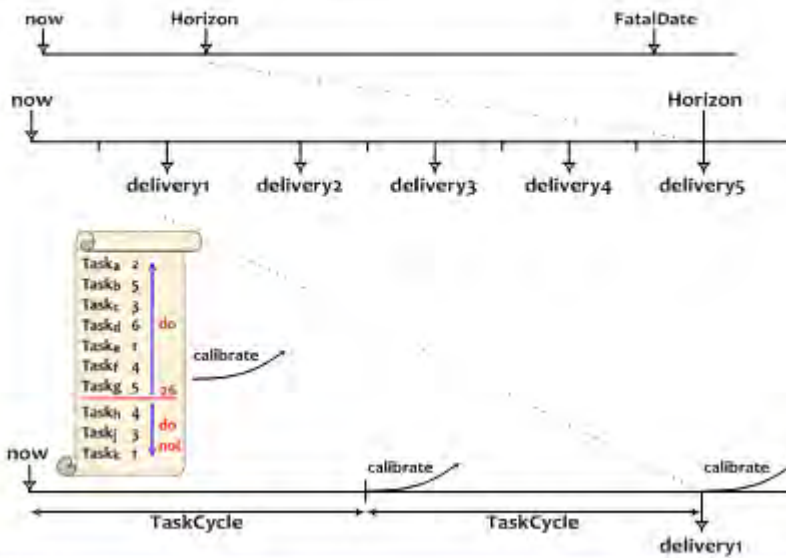 now Horizon FatalDate
now Horizon
delivery1 delivery2 delivery3 delivery4 delivery5
Taska 2
Taskb 5
Taskc 3
Taskd 6 do
Taske 1
Taskf 4
Taskg 5 26
calibrate
Taskh 4
Taskj 3 do
Taskk 1 not
now calibrate calibrate
TaskCycle TaskCycle
delivery1